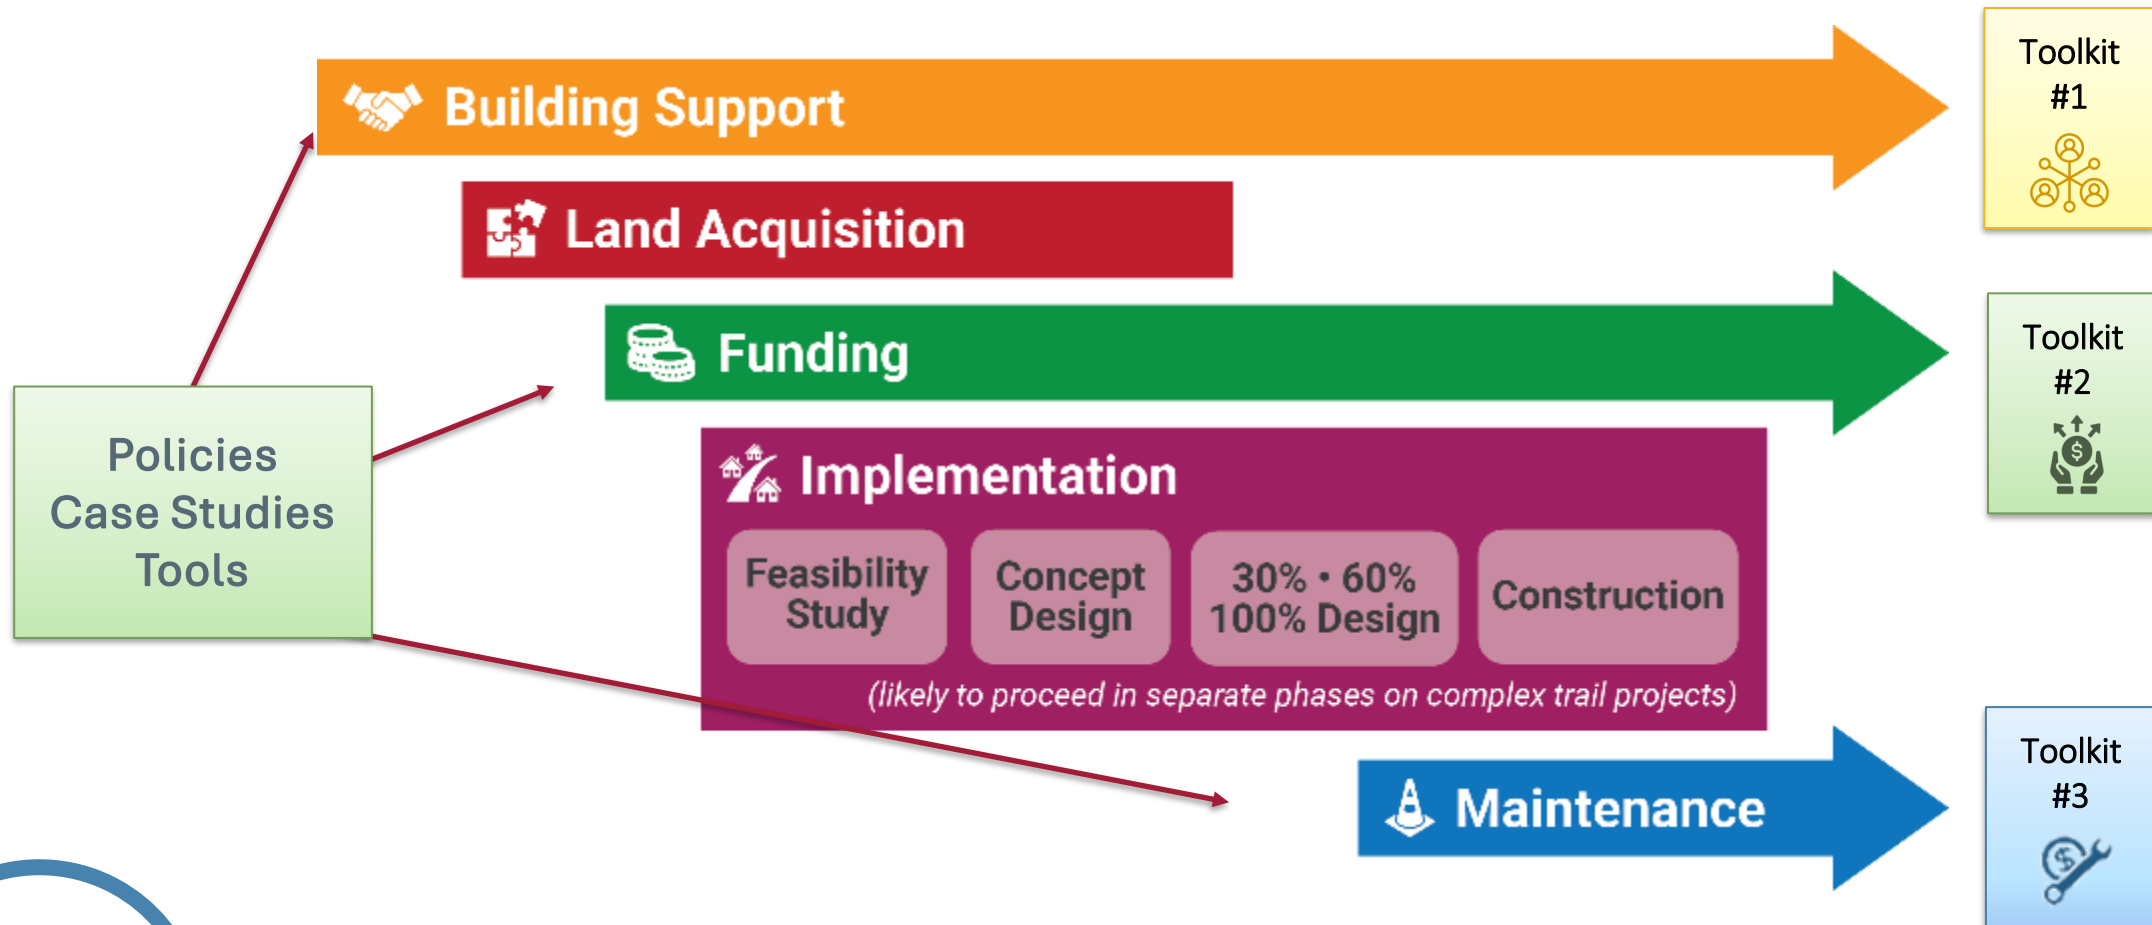 Building Support
Toolkit
#1
Land Acquisition
Funding
Toolkit
#2
Policies
Case Studies
Tools
Implementation
Feasibility
Study
Concept
Design
30% • 60%
100% Design
Construction
(likely to proceed in separate phases on complex trail projects)
Maintenance
Toolkit
#3